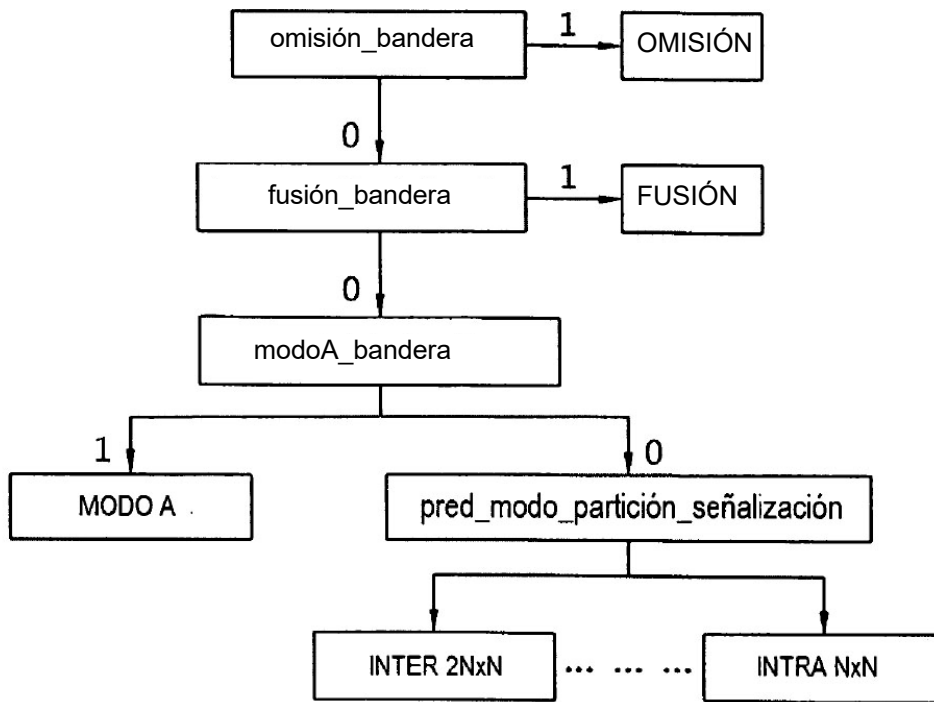 omisión_bandera
1
OMISIÓN
0
fusión_bandera
1
FUSIÓN
0
modoA_bandera
1
0
MODO A
pred_modo_partición_señalización
INTER 2NxN
... ... ...
INTRA NxN